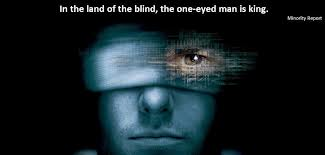 In the land of the blind, the one-eyed man is king.
Minority Report